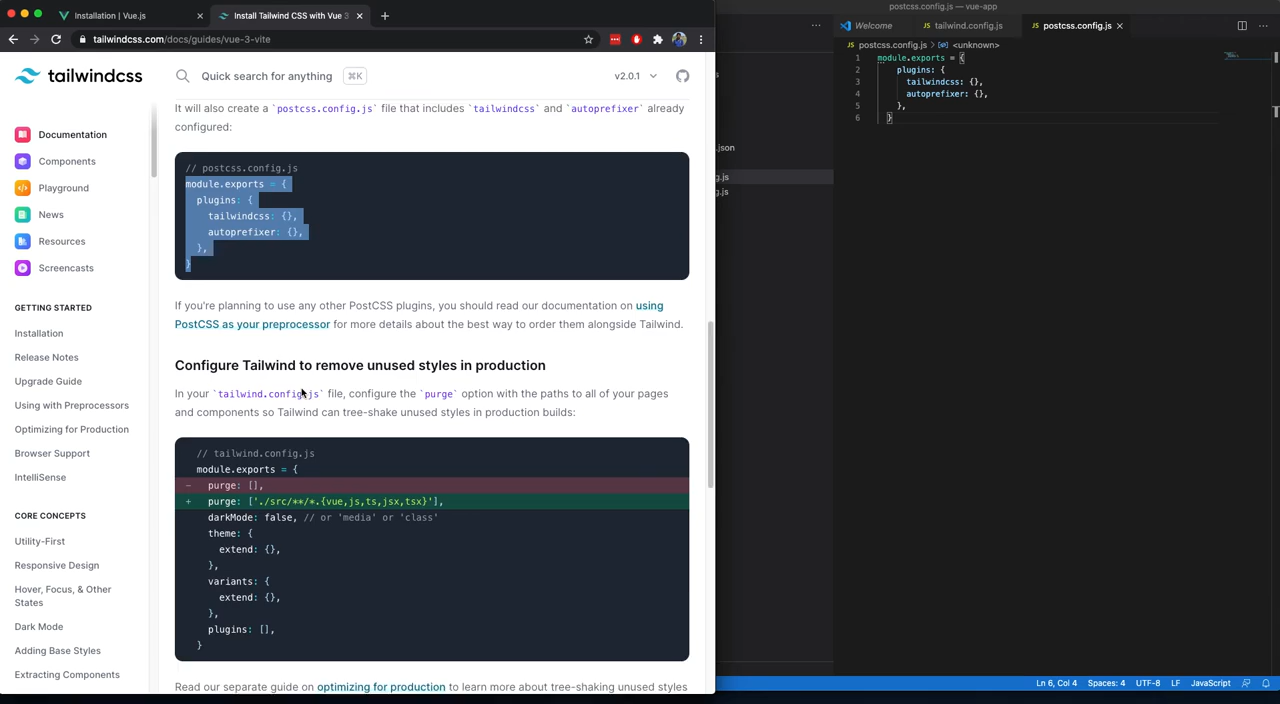 Installation | Vue.js
Install Tailwind CSS with Vue 3
tailwindcss.com/docs/guides/vue-3-vite
tailwindcss
Quick search for anything
⌘K
v2.0.1
Documentation
Components
Playground
News
Resources
Screencasts
GETTING STARTED
Installation
Release Notes
Upgrade Guide
Using with Preprocessors
Optimizing for Production
Browser Support
IntelliSense
CORE CONCEPTS
Utility-First
Responsive Design
Hover, Focus, & Other
States
Dark Mode
Adding Base Styles
Extracting Components
It will also create a `postcss.config.js` file that includes `tailwindcss` and `autoprefixer` already
configured:
// postcss.config.js
module.exports = {
plugins: {
tailwindcss: {},
autoprefixer: {},
},
}
If you're planning to use any other PostCSS plugins, you should read our documentation on using
PostCSS as your preprocessor for more details about the best way to order them alongside Tailwind.
Configure Tailwind to remove unused styles in production
In your `tailwind.config.js` file, configure the `purge` option with the paths to all of your pages
and components so Tailwind can tree-shake unused styles in production builds:
// tailwind.config.js
module.exports = {
- purge: [],
+ purge: ['./src/**/*.{vue,js,ts,jsx,tsx}'],
darkMode: false, // or 'media' or 'class'
theme: {
extend: {},
},
variants: {
extend: {},
},
plugins: [],
}
Read our separate guide on optimizing for production to learn more about tree-shaking unused styles
postcss.config.js — vue-app
Welcome
tailwind.config.js
postcss.config.js
JS postcss.config.js > <unknown>
s
.json
g.js
g.js
1 module.exports = {
2 plugins: {
3 tailwindcss: {},
4 autoprefixer: {},
5 },
6 }
Ln 6, Col 4
Spaces: 4
UTF-8
LF
JavaScript